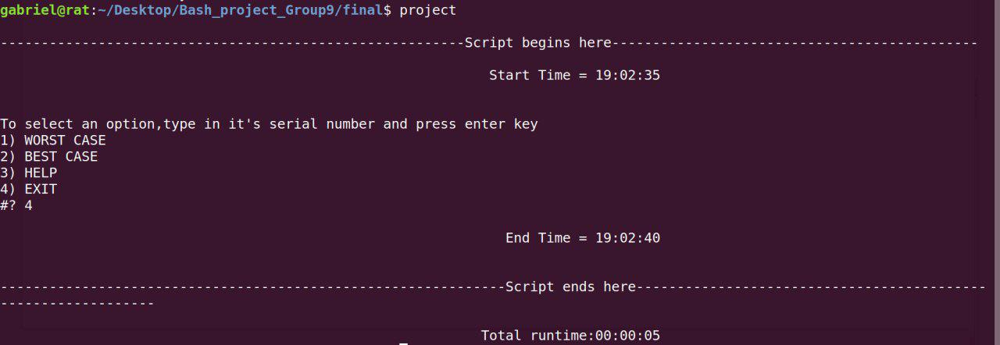 gabriel@rat:~/Desktop/Bash_project_Group9/final$ project
---------------------------------------------------------Script begins here---------------------------------------------
Start Time = 19:02:35
To select an option,type in it's serial number and press enter key
1) WORST CASE
2) BEST CASE
3) HELP
4) EXIT
#? 4
End Time = 19:02:40
--------------------------------------------------------------Script ends here-------------------------------------------
-------------------
Total runtime:00:00:05